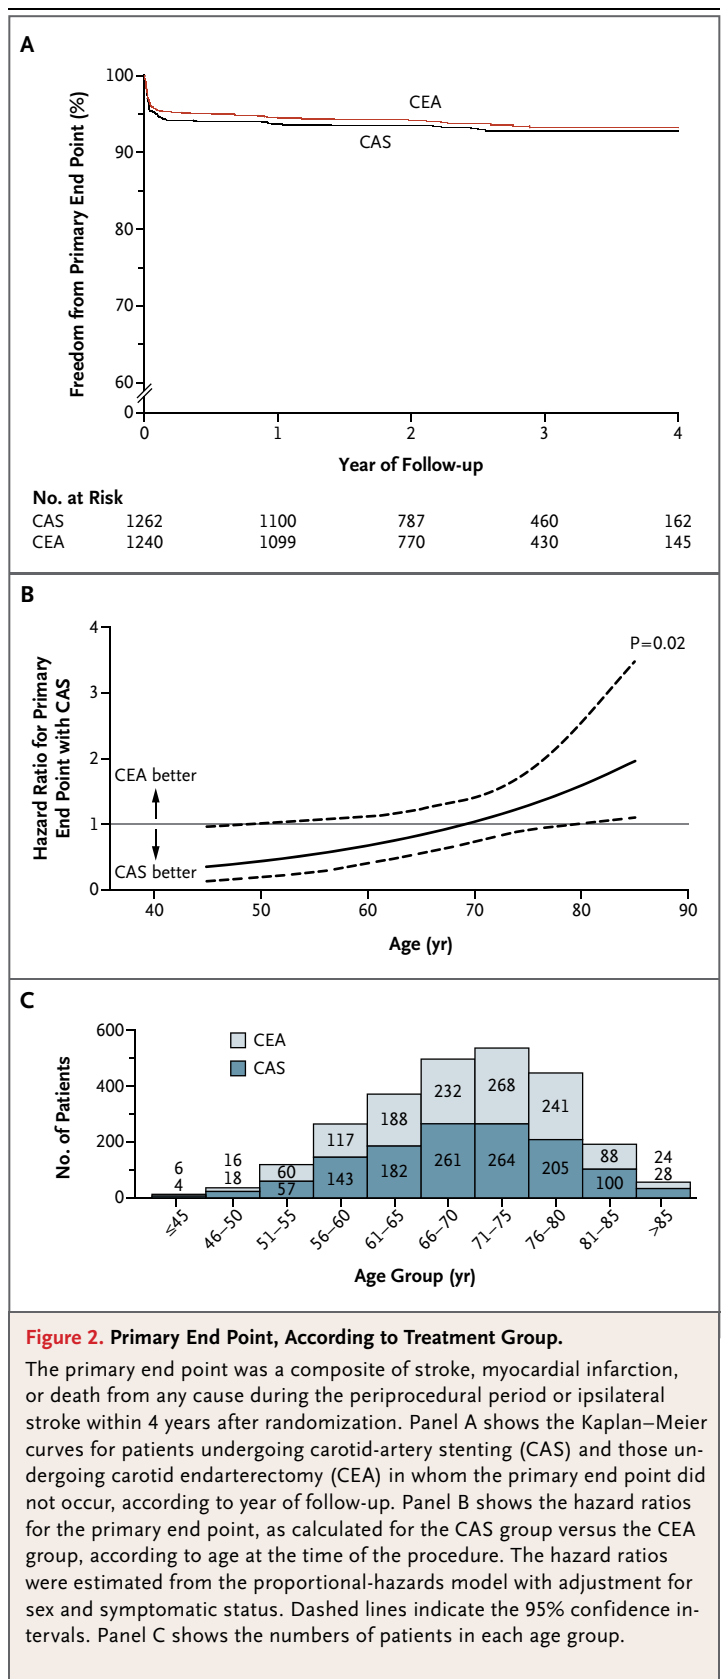 A
Freedom from Primary End Point (%)
100
90
80
70
60
0
CEA
CAS
0 1 2 3 4
Year of Follow-up
No. at Risk
CAS 1262 1100 787 460 162
CEA 1240 1099 770 430 145
B
Hazard Ratio for Primary
End Point with CAS
4
3
2
1
0
P=0.02
CEA better
CAS better
40 50 60 70 80 90
Age (yr)
C
No. of Patients
600
400
200
0
CEA
CAS
6 16 60 117 188 232 268 241 88 24
4 18 57 143 182 261 264 205 100 28
≤45 46–50 51–55 56–60 61–65 66–70 71–75 76–80 81–85 >85
Age Group (yr)
Figure 2. Primary End Point, According to Treatment Group.
The primary end point was a composite of stroke, myocardial infarction,
or death from any cause during the periprocedural period or ipsilateral
stroke within 4 years after randomization. Panel A shows the Kaplan–Meier
curves for patients undergoing carotid-artery stenting (CAS) and those un-
dergoing carotid endarterectomy (CEA) in whom the primary end point did
not occur, according to year of follow-up. Panel B shows the hazard ratios
for the primary end point, as calculated for the CAS group versus the CEA
group, according to age at the time of the procedure. The hazard ratios
were estimated from the proportional-hazards model with adjustment for
sex and symptomatic status. Dashed lines indicate the 95% confidence in-
tervals. Panel C shows the numbers of patients in each age group.